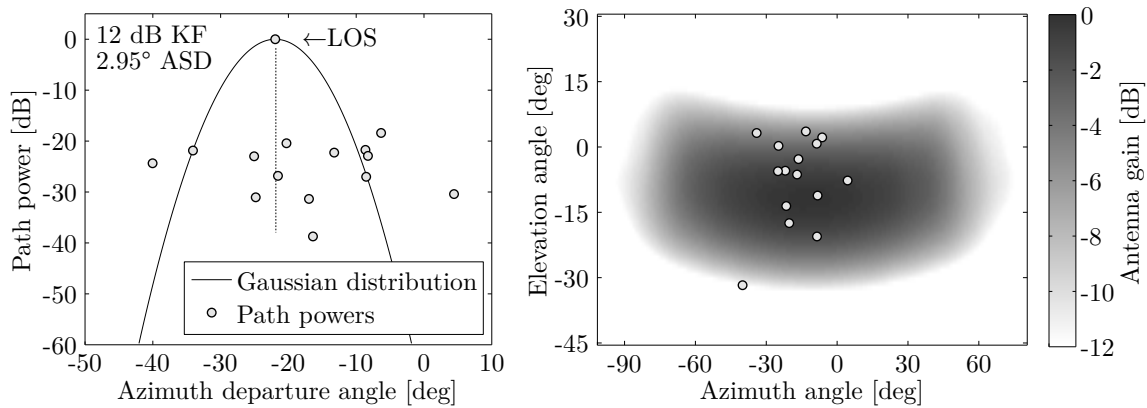 12 dB KF
2.95° ASD
←LOS
0
-10
-20
-30
-40
-50
-60
Path power [dB]
Gaussian distribution
Path powers
-50 -40 -30 -20 -10 0 10
Azimuth departure angle [deg]
30
15
0
-15
-30
-45
Elevation angle [deg]
-90 -60 -30 0 30 60
Azimuth angle [deg]
0
-2
-4
-6
-8
-10
-12
Antenna gain [dB]